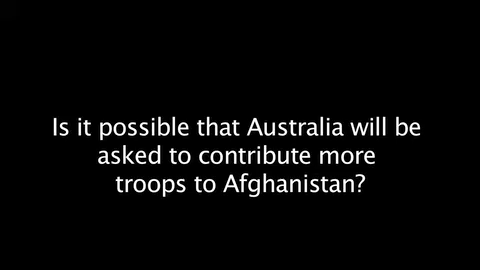 Is it possible that Australia will be
asked to contribute more
troops to Afghanistan?